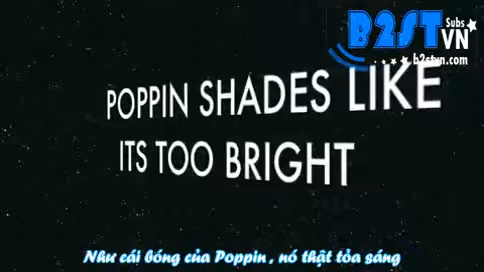 B2ST Subs
VN
b2stvn.com
POPPIN SHADES LIKE
ITS TOO BRIGHT
Như cái bóng của Poppin , nó thật tỏa sáng